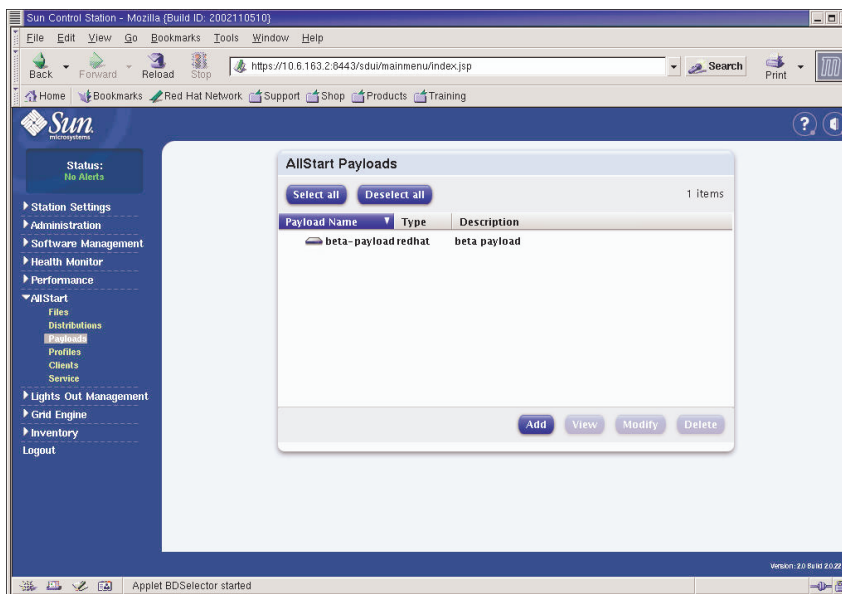 Sun Control Station - Mozilla {Build ID: 2002110510}
File Edit View Go Bookmarks Tools Window Help
Back Forward Reload Stop https://10.6.163.2:8443/sdui/mainmenu/index.jsp Search Print
Home Bookmarks Red Hat Network Support Shop Products Training
Sun
microsystems
?
Status:
No Alerts
Station Settings
Administration
Software Management
Health Monitor
Performance
AllStart
Files
Distributions
Payloads
Profiles
Clients
Service
Lights Out Management
Grid Engine
Inventory
Logout
AllStart Payloads
Select all Deselect all 1 items
Payload Name Type Description
beta-payload redhat beta payload
Add View Modify Delete
Version: 2.0 Build 2.0.22
Applet BDSelector started